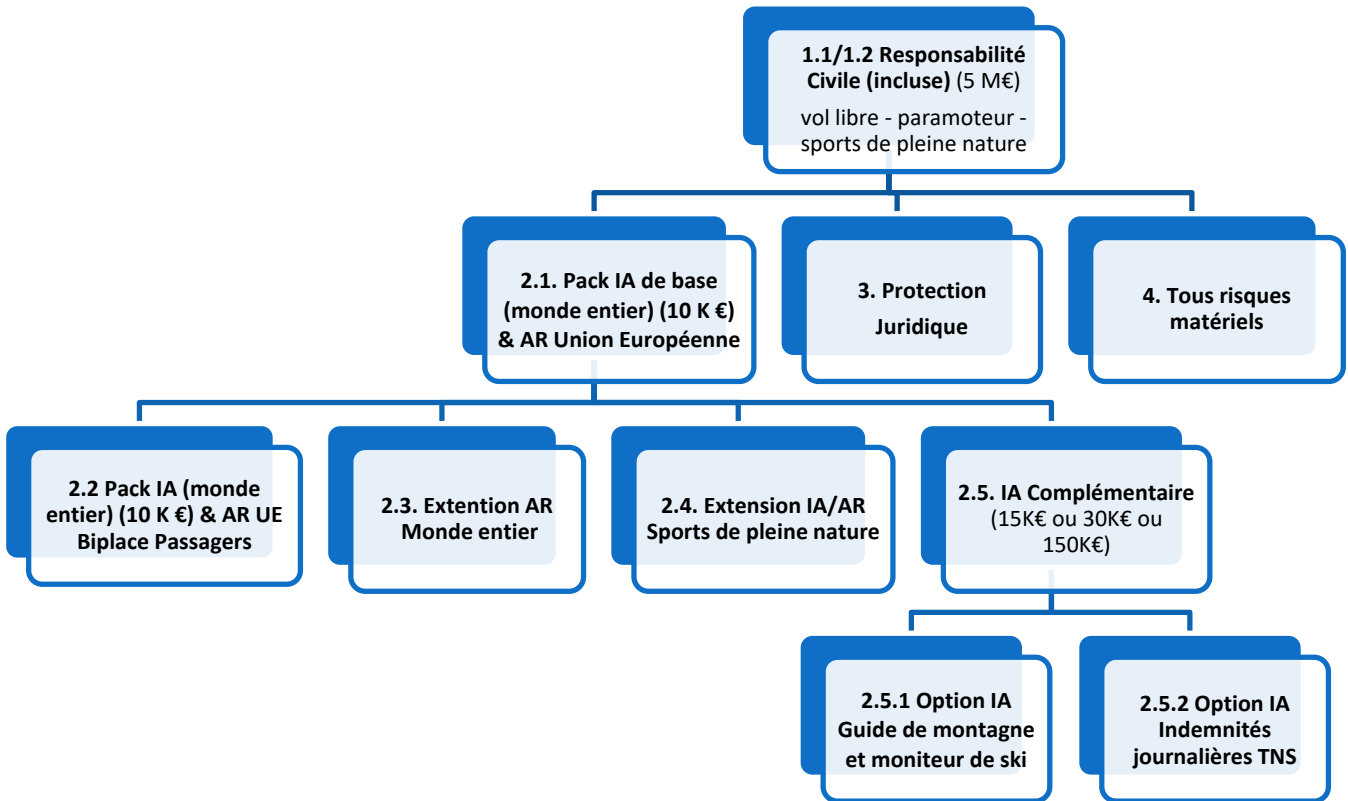 1.1/1.2 Responsabilité
Civile (incluse) (5 M€)
vol libre - paramoteur -
sports de pleine nature
2.1. Pack IA de base
(monde entier) (10 K €)
& AR Union Européenne
3. Protection
Juridique
4. Tous risques
matériels
2.2 Pack IA (monde
entier) (10 K €) & AR UE
Biplace Passagers
2.3. Extention AR
Monde entier
2.4. Extension IA/AR
Sports de pleine nature
2.5. IA Complémentaire
(15K€ ou 30K€ ou
150K€)
2.5.1 Option IA
Guide de montagne
et moniteur de ski
2.5.2 Option IA
Indemnités
journalières TNS